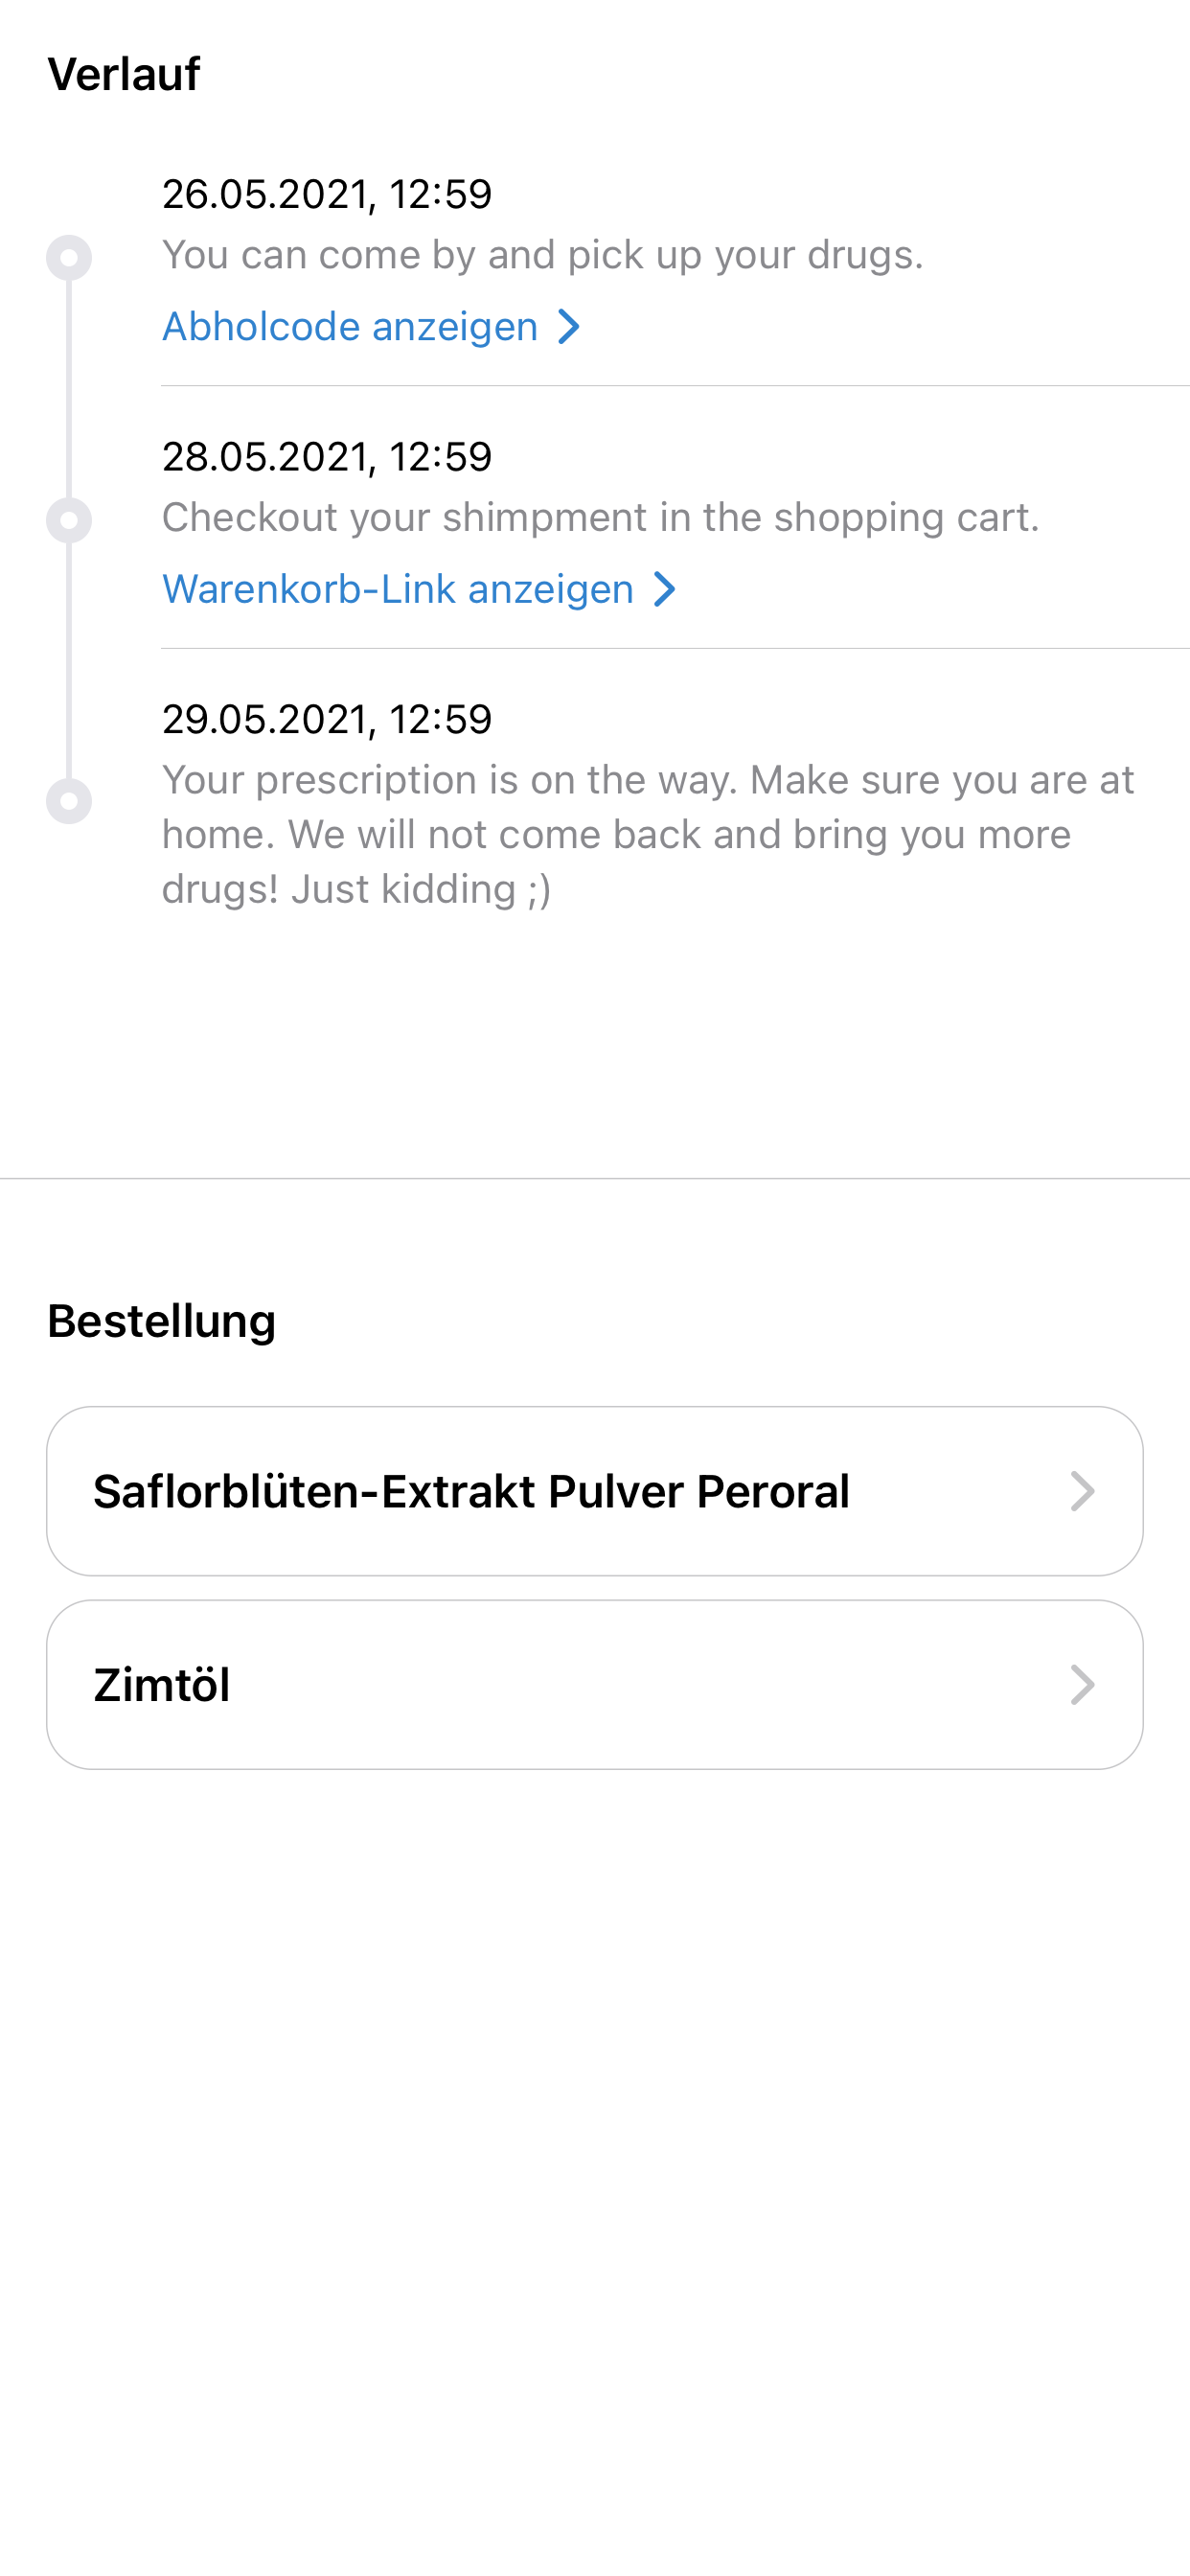 Verlauf
26.05.2021, 12:59
You can come by and pick up your drugs.
Abholcode anzeigen
28.05.2021, 12:59
Checkout your shimpment in the shopping cart.
Warenkorb-Link anzeigen
29.05.2021, 12:59
Your prescription is on the way. Make sure you are at
home. We will not come back and bring you more
drugs! Just kidding ;)
Bestellung
Saflorblüten-Extrakt Pulver Peroral
Zimtöl